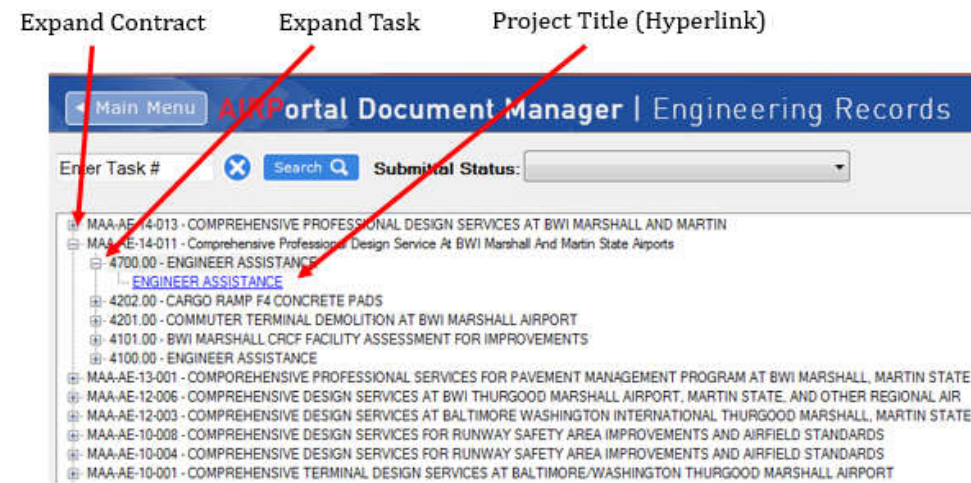 Expand Contract Expand Task Project Title (Hyperlink)
Main Menu AIRPortal Document Manager | Engineering Records
Enter Task # Search Submittal Status:
MAA-AE-14-013 - COMPREHENSIVE PROFESSIONAL DESIGN SERVICES AT BWI MARSHALL AND MARTIN
MAA-AE-14-011 - Comprehensive Professional Design Service At BWI Marshall And Martin State Airports
4700.00 - ENGINEER ASSISTANCE
ENGINEER ASSISTANCE
4202.00 - CARGO RAMP F4 CONCRETE PADS
4201.00 - COMMUTER TERMINAL DEMOLITION AT BWI MARSHALL AIRPORT
4101.00 - BWI MARSHALL CRCF FACILITY ASSESSMENT FOR IMPROVEMENTS
4100.00 - ENGINEER ASSISTANCE
MAA-AE-13-001 - COMPOREHENSIVE PROFESSIONAL SERVICES FOR PAVEMENT MANAGEMENT PROGRAM AT BWI MARSHALL, MARTIN STATE
MAA-AE-12-006 - COMPREHENSIVE DESIGN SERVICES AT BWI THURGOOD MARSHALL AIRPORT, MARTIN STATE, AND OTHER REGIONAL AIR
MAA-AE-12-003 - COMPREHENSIVE DESIGN SERVICES AT BALTIMORE WASHINGTON INTERNATIONAL THURGOOD MARSHALL, MARTIN STATE
MAA-AE-10-008 - COMPREHENSIVE DESIGN SERVICES FOR RUNWAY SAFETY AREA IMPROVEMENTS AND AIRFIELD STANDARDS
MAA-AE-10-004 - COMPREHENSIVE DESIGN SERVICES FOR RUNWAY SAFETY AREA IMPROVEMENTS AND AIRFIELD STANDARDS
MAA-AE-10-001 - COMPREHENSIVE TERMINAL DESIGN SERVICES AT BALTIMORE/WASHINGTON THURGOOD MARSHALL AIRPORT